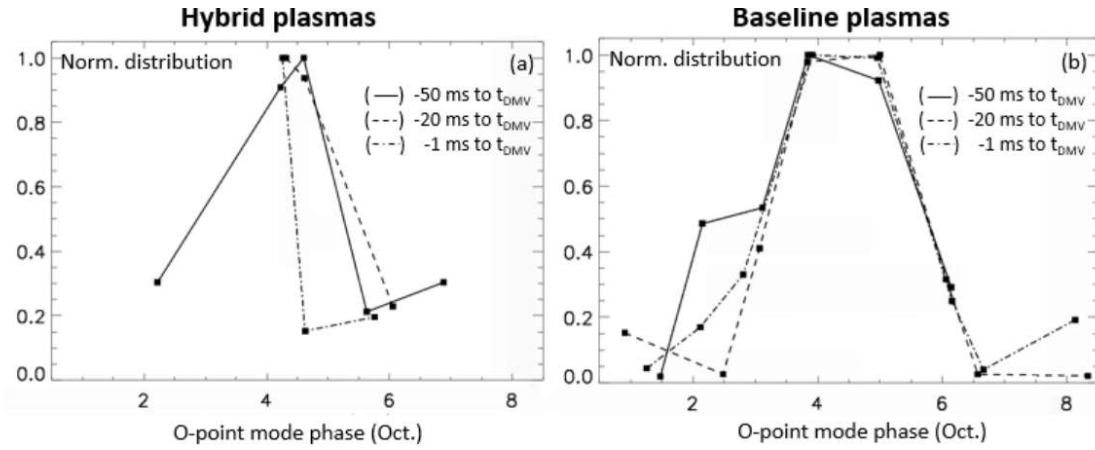 Hybrid plasmas
Norm. distribution
(a)
(—) -50 ms to tDMV
(---) -20 ms to tDMV
(-·-) -1 ms to tDMV
1.0
0.8
0.6
0.4
0.2
0.0
2 4 6 8
O-point mode phase (Oct.)
Baseline plasmas
Norm. distribution
(b)
(—) -50 ms to tDMV
(---) -20 ms to tDMV
(-·-) -1 ms to tDMV
1.0
0.8
0.6
0.4
0.2
0.0
2 4 6 8
O-point mode phase (Oct.)